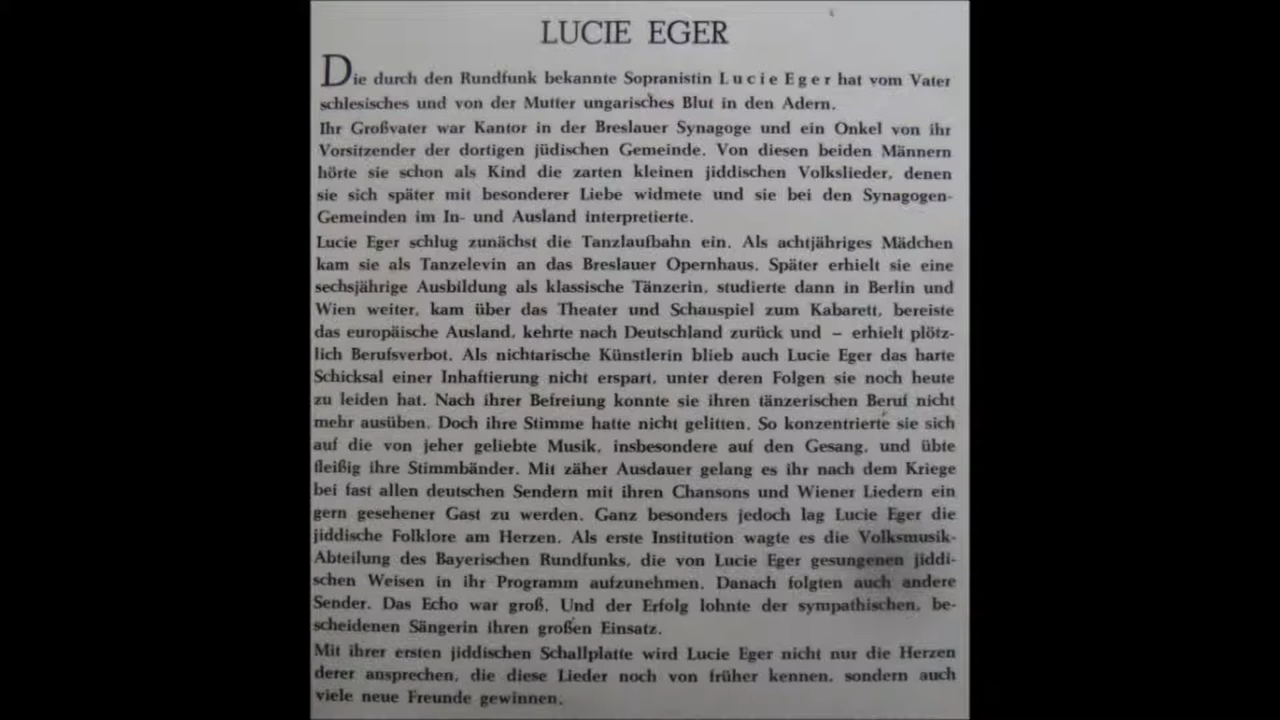 LUCIE EGER
Die durch den Rundfunk bekannte Sopranistin Lucie Eger hat vom Vater
schlesisches und von der Mutter ungarisches Blut in den Adern.
Ihr Großvater war Kantor in der Breslauer Synagoge und ein Onkel von ihr
Vorsitzender der dortigen jüdischen Gemeinde. Von diesen beiden Männern
hörte sie schon als Kind die zarten kleinen jiddischen Volkslieder, denen
sie sich später mit besonderer Liebe widmete und sie bei den Synagogen-
Gemeinden im In- und Ausland interpretierte.
Lucie Eger schlug zunächst die Tanzlaufbahn ein. Als achtjähriges Mädchen
kam sie als Tanzelevin an das Breslauer Opernhaus. Später erhielt sie eine
sechsjährige Ausbildung als klassische Tänzerin, studierte dann in Berlin und
Wien weiter, kam über das Theater und Schauspiel zum Kabarett, bereiste
das europäische Ausland, kehrte nach Deutschland zurück und – erhielt plötz-
lich Berufsverbot. Als nichtarische Künstlerin blieb auch Lucie Eger das harte
Schicksal einer Inhaftierung nicht erspart, unter deren Folgen sie noch heute
zu leiden hat. Nach ihrer Befreiung konnte sie ihren tänzerischen Beruf nicht
mehr ausüben. Doch ihre Stimme hatte nicht gelitten. So konzentrierte sie sich
auf die von jeher geliebte Musik, insbesondere auf den Gesang, und übte
fleißig ihre Stimmbänder. Mit zäher Ausdauer gelang es ihr nach dem Kriege
bei fast allen deutschen Sendern mit ihren Chansons und Wiener Liedern ein
gern gesehener Gast zu werden. Ganz besonders jedoch lag Lucie Eger die
jiddische Folklore am Herzen. Als erste Institution wagte es die Volksmusik-
Abteilung des Bayerischen Rundfunks, die von Lucie Eger gesungenen jiddi-
schen Weisen in ihr Programm aufzunehmen. Danach folgten auch andere
Sender. Das Echo war groß. Und der Erfolg lohnte der sympathischen, be-
scheidenen Sängerin ihren großen Einsatz.
Mit ihrer ersten jiddischen Schallplatte wird Lucie Eger nicht nur die Herzen
derer ansprechen, die diese Lieder noch von früher kennen, sondern auch
viele neue Freunde gewinnen.